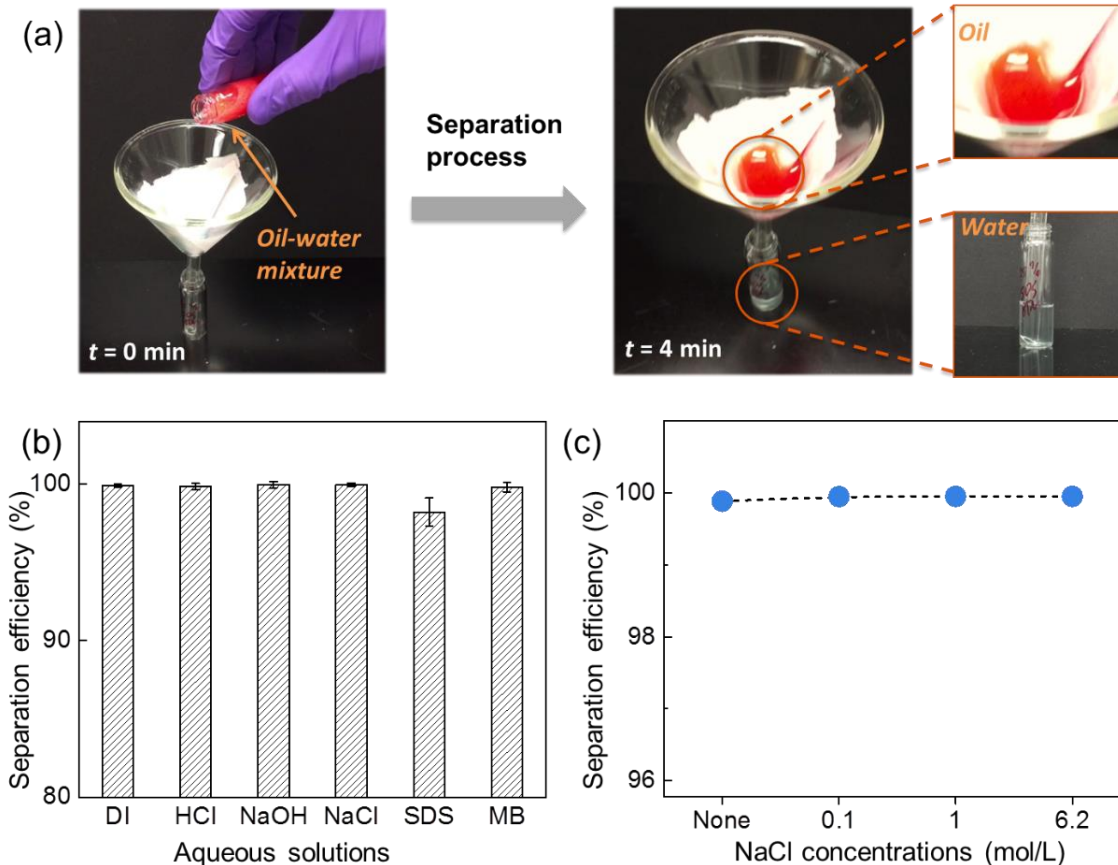 (a)
Oil-water
mixture
t = 0 min
Separation
process
t = 4 min
Oil
Water
(b)
Separation efficiency (%)
100
90
80
DI HCl NaOH NaCl SDS MB
Aqueous solutions
(c)
Separation efficiency (%)
100
98
96
None 0.1 1 6.2
NaCl concentrations (mol/L)